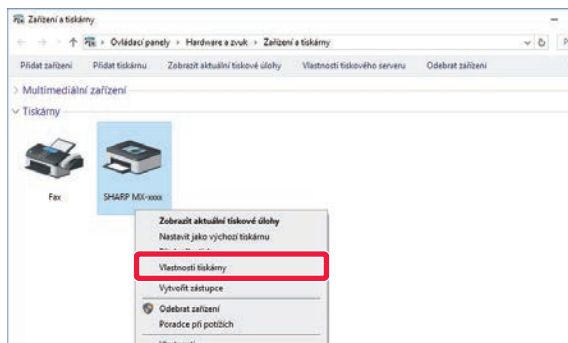 Zařízení a tiskárny
Ovládací panely › Hardware a zvuk › Zařízení a tiskárny
Přidat zařízení Přidat tiskárnu Zobrazit aktuální tiskové úlohy Vlastnosti tiskového serveru Odebrat zařízení
Multimediální zařízení
Tiskárny
Fax SHARP MX-xxxx
Zobrazit aktuální tiskové úlohy
Nastavit jako výchozí tiskárnu
Vlastnosti tiskárny
Vytvořit zástupce
Odebrat zařízení
Poradce při potížích